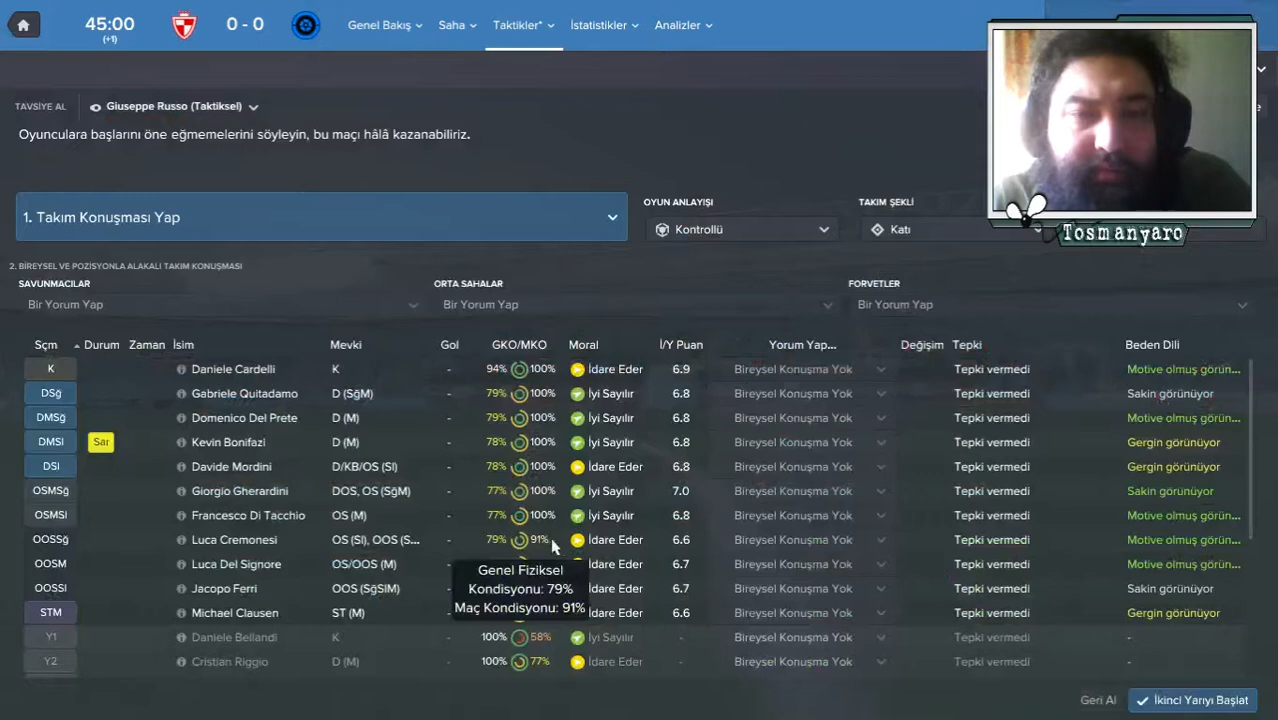 45:00
(+1)
0 - 0
Genel Bakış
Saha
Taktikler*
İstatistikler
Analizler
TAVSİYE AL
Giuseppe Russo (Taktiksel)
Oyunculara başlarını öne eğmemelerini söyleyin, bu maçı hâlâ kazanabiliriz.
1. Takım Konuşması Yap
OYUN ANLAYIŞI
Kontrollü
TAKIM ŞEKLİ
Katı
Tosmanyaro
2. BİREYSEL VE POZİSYONLA ALAKALI TAKIM KONUŞMASI
SAVUNMACILAR
Bir Yorum Yap
ORTA SAHALAR
Bir Yorum Yap
FORVETLER
Bir Yorum Yap
Sçm Durum Zaman İsim Mevki Gol GKO/MKO Moral İ/Y Puan Yorum Yap... Değişim Tepki Beden Dili
K Daniele Cardelli K - 94% 100% İdare Eder 6.9 Bireysel Konuşma Yok Tepki vermedi Motive olmuş görün...
DSğ Gabriele Quitadamo D (SğM) - 79% 100% İyi Sayılır 6.8 Bireysel Konuşma Yok Tepki vermedi Sakin görünüyor
DMSğ Domenico Del Prete D (M) - 79% 100% İyi Sayılır 6.8 Bireysel Konuşma Yok Tepki vermedi Motive olmuş görün...
DMSl Sar Kevin Bonifazi D (M) - 78% 100% İyi Sayılır 6.8 Bireysel Konuşma Yok Tepki vermedi Gergin görünüyor
DSl Davide Mordini D/KB/OS (Sl) - 78% 100% İdare Eder 6.8 Bireysel Konuşma Yok Tepki vermedi Gergin görünüyor
OSMSğ Giorgio Gherardini DOS, OS (SğM) - 77% 100% İyi Sayılır 7.0 Bireysel Konuşma Yok Tepki vermedi Sakin görünüyor
OSMSl Francesco Di Tacchio OS (M) - 77% 100% İyi Sayılır 6.8 Bireysel Konuşma Yok Tepki vermedi Motive olmuş görün...
OOSSğ Luca Cremonesi OS (Sl), OOS (S... - 79% 91% İdare Eder 6.6 Bireysel Konuşma Yok Tepki vermedi Motive olmuş görün...
OOSM Luca Del Signore OS/OOS (M) - İdare Eder 6.7 Bireysel Konuşma Yok Tepki vermedi Motive olmuş görün...
OOSSl Jacopo Ferri OOS (SğSlM) - İdare Eder 6.7 Bireysel Konuşma Yok Tepki vermedi Sakin görünüyor
STM Michael Clausen ST (M) - İdare Eder 6.6 Bireysel Konuşma Yok Tepki vermedi Gergin görünüyor
Genel Fiziksel
Kondisyonu: 79%
Maç Kondisyonu: 91%
Y1 Daniele Bellandi K 100% 58% İyi Sayılır - Bireysel Konuşma Yok Tepki vermedi -
Y2 Cristian Riggio D (M) 100% 77% İdare Eder - Bireysel Konuşma Yok Tepki vermedi -
Geri Al
İkinci Yarıyı Başlat